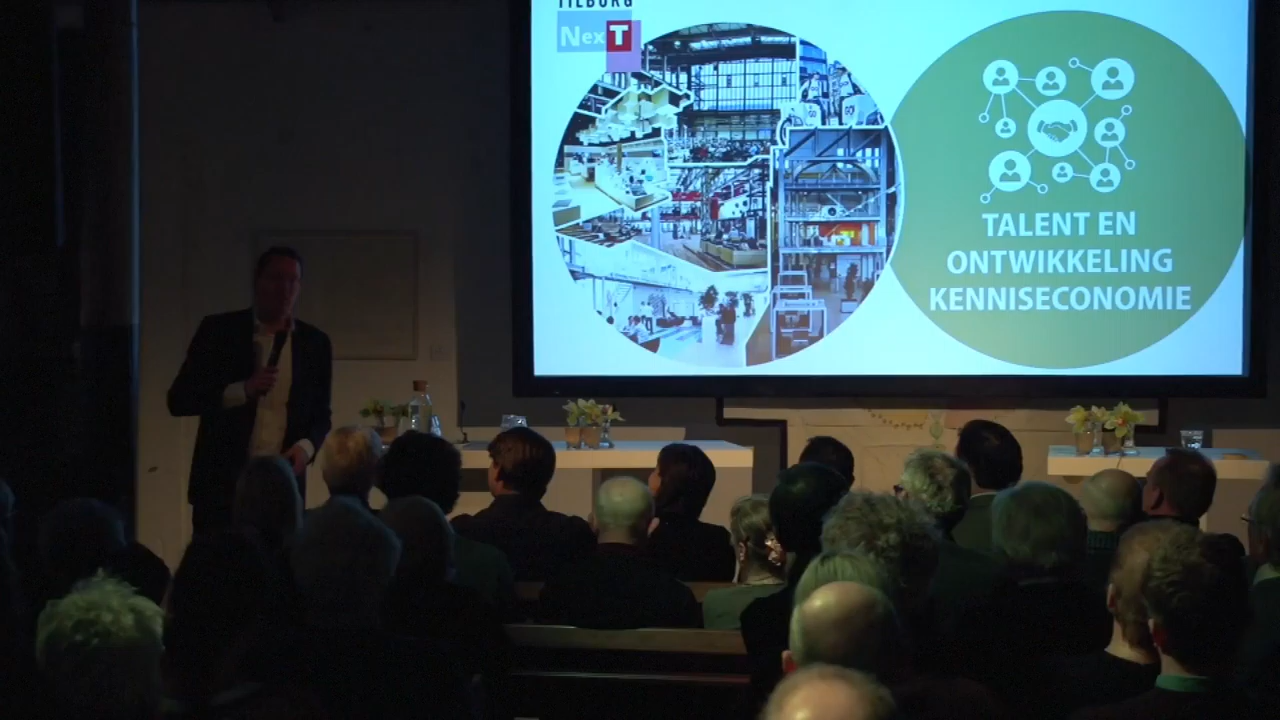 TILBURG
NexT
TALENT EN
ONTWIKKELING
KENNISECONOMIE